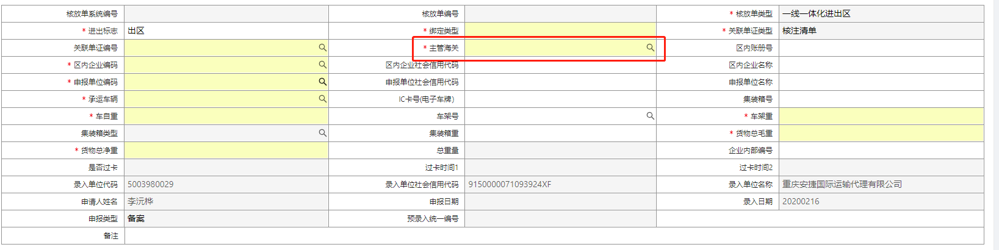 核放单系统编号 核放单编号 * 核放单类型 一线一体化进出区
* 进出标志 出区 * 绑定类型 * 关联单证类型 核注清单
关联单证编号 * 主管海关 区内账册号
* 区内企业编码 区内企业社会信用代码 区内企业名称
* 申报单位编码 申报单位社会信用代码 申报单位名称
* 承运车辆 IC卡号(电子车牌) 集装箱号
* 车自重 车架号 * 车架重
集装箱类型 集装箱重 * 货物总毛重
* 货物总净重 总重量 企业内部编号
是否过卡 过卡时间1 过卡时间2
录入单位代码 5003980029 录入单位社会信用代码 9150000071093924XF 录入单位名称 重庆安捷国际运输代理有限公司
申请人姓名 李沅桦 申报日期 录入日期 20200216
申报类型 备案 预录入统一编号
备注